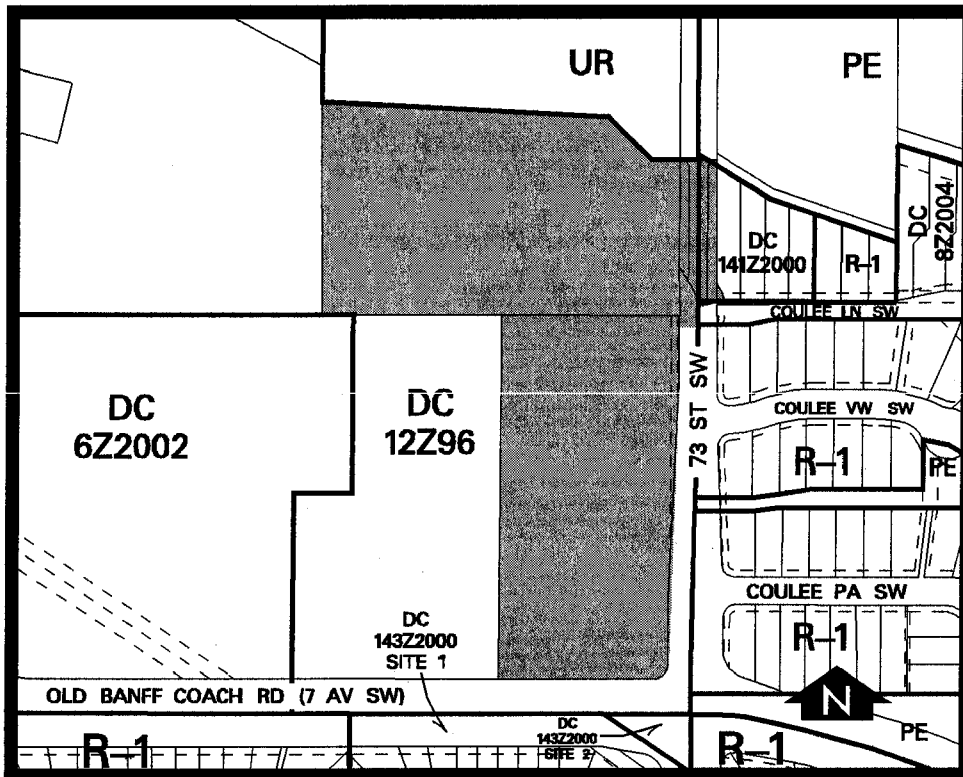 UR
PE
DC
8Z2004
DC
141Z2000
R-1
COULEE LN SW
73 ST SW
DC
6Z2002
DC
12Z96
COULEE VW SW
R-1
PE
COULEE PA SW
DC
143Z2000
SITE 1
R-1
N
OLD BANFF COACH RD (7 AV SW)
DC
143Z2000
SITE 2
PE
R-1
R-1